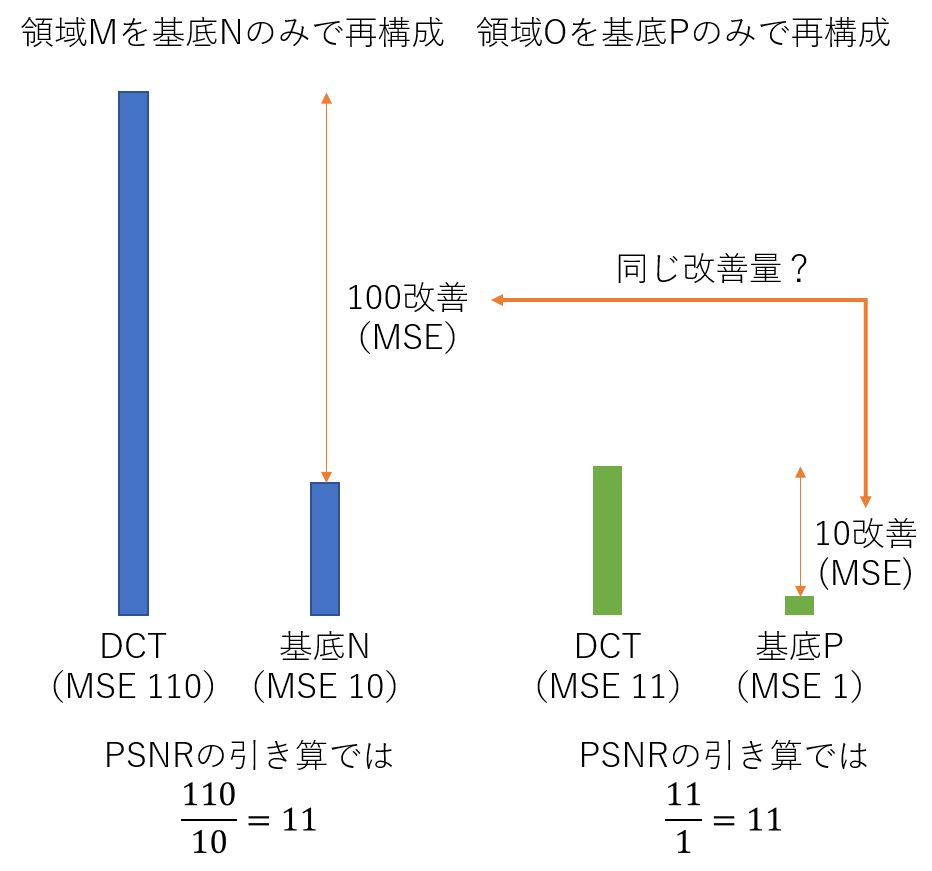 領域Mを基底Nのみで再構成
領域Oを基底Pのみで再構成
同じ改善量？
100改善
（MSE）
10改善
（MSE）
DCT
（MSE 110）
基底N
（MSE 10）
DCT
（MSE 11）
基底P
（MSE 1）
PSNRの引き算では
110
10
= 11
PSNRの引き算では
11
1
= 11